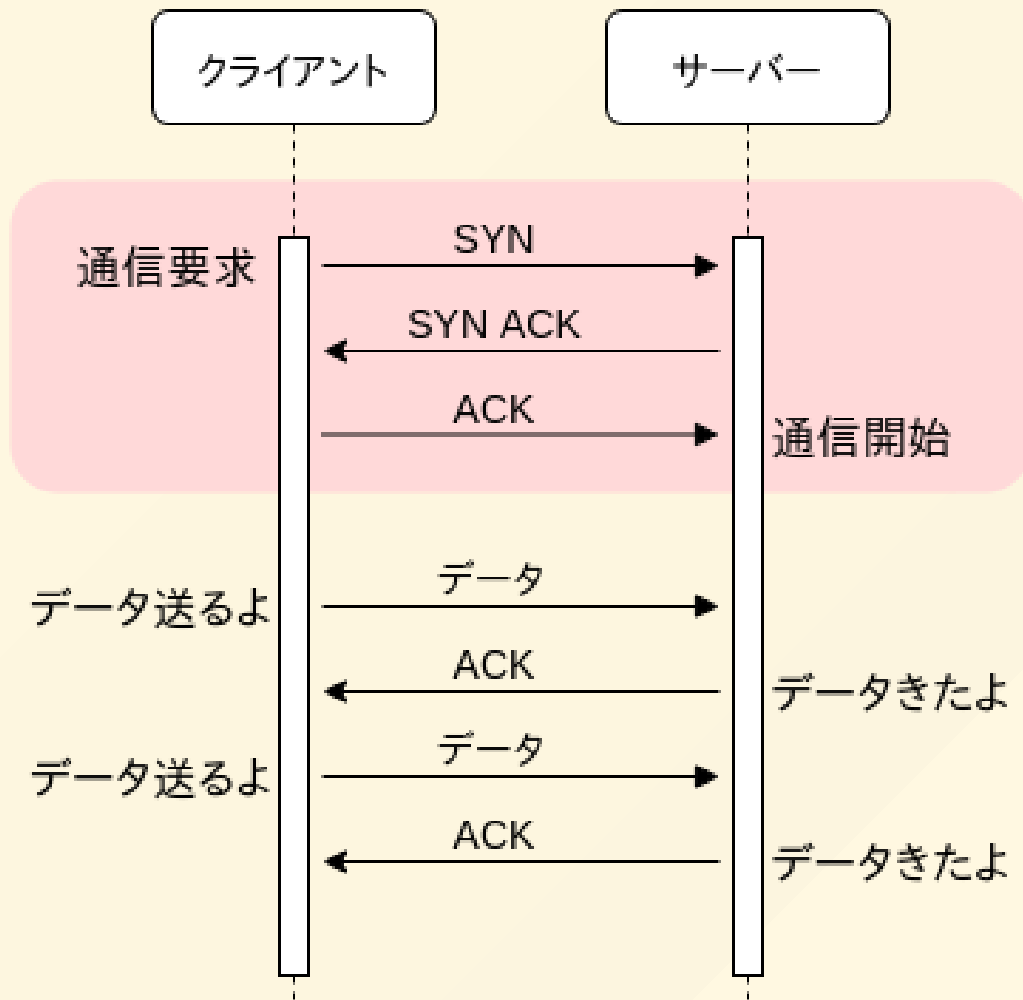 クライアント
サーバー
SYN
通信要求
SYN ACK
ACK
通信開始
データ
データ送るよ
ACK
データきたよ
データ
データ送るよ
ACK
データきたよ